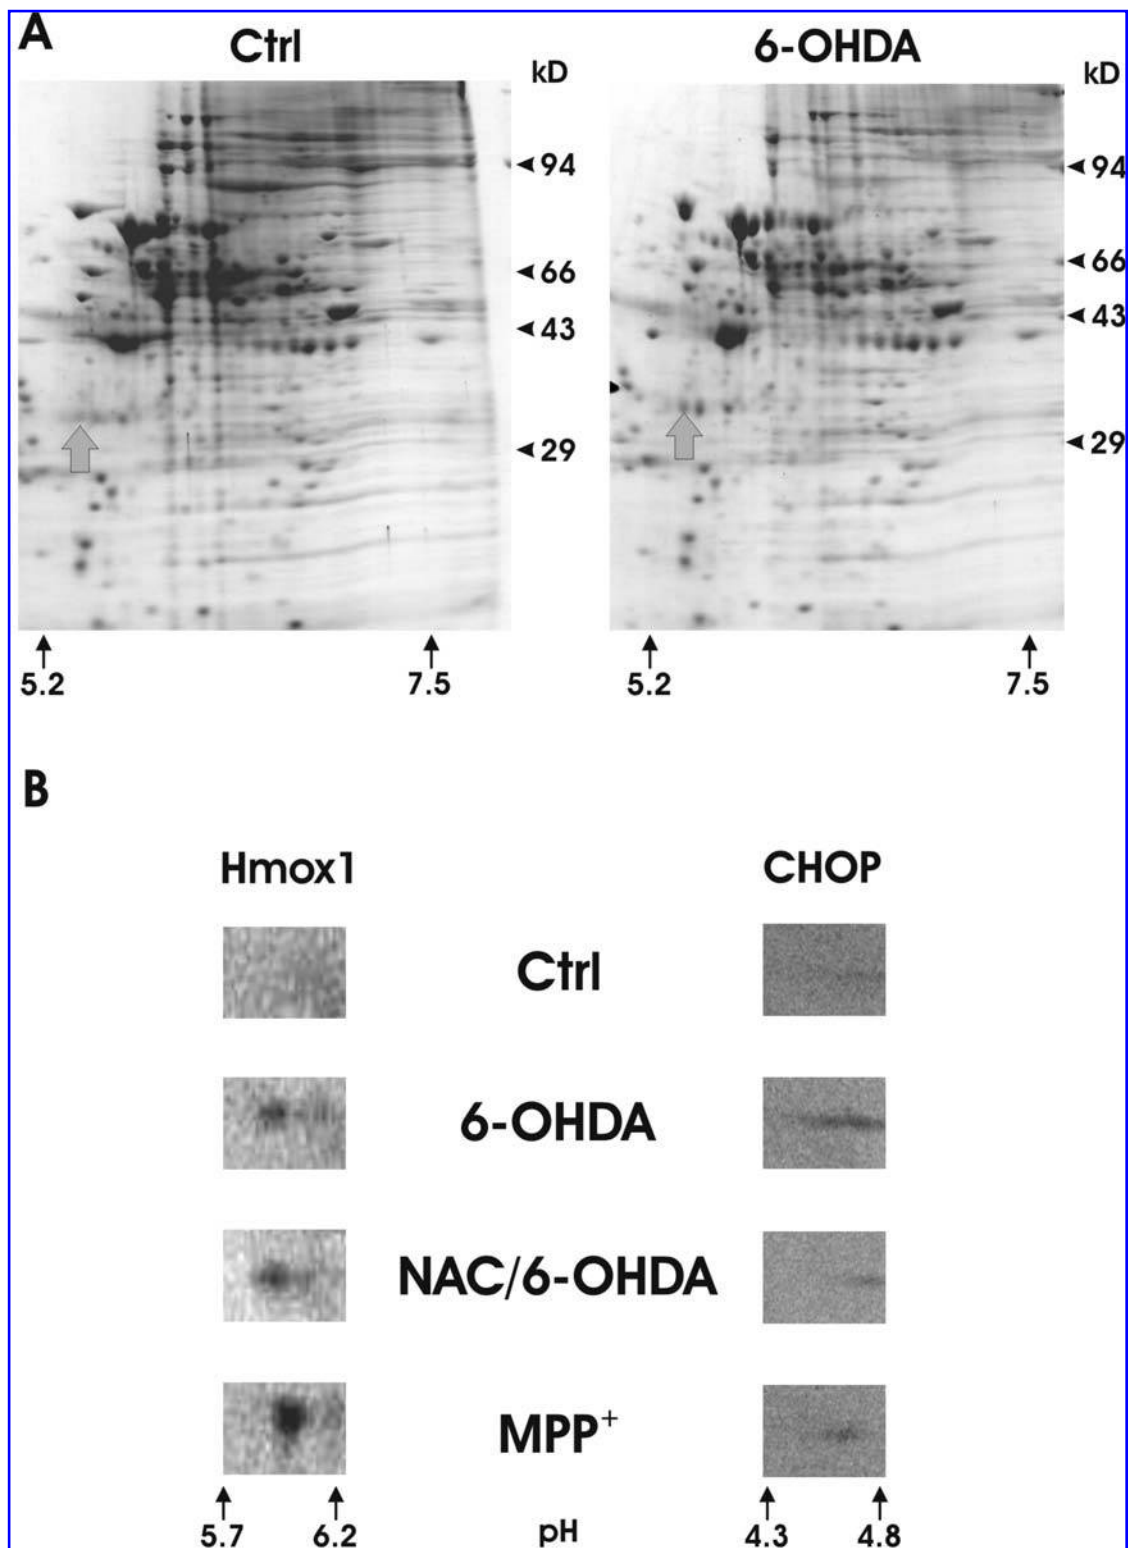 A
Ctrl
6-OHDA
kD
kD
94
66
43
29
94
66
43
29
5.2
7.5
5.2
7.5
B
Hmox1
CHOP
Ctrl
6-OHDA
NAC/6-OHDA
MPP+
5.7
6.2
pH
4.3
4.8